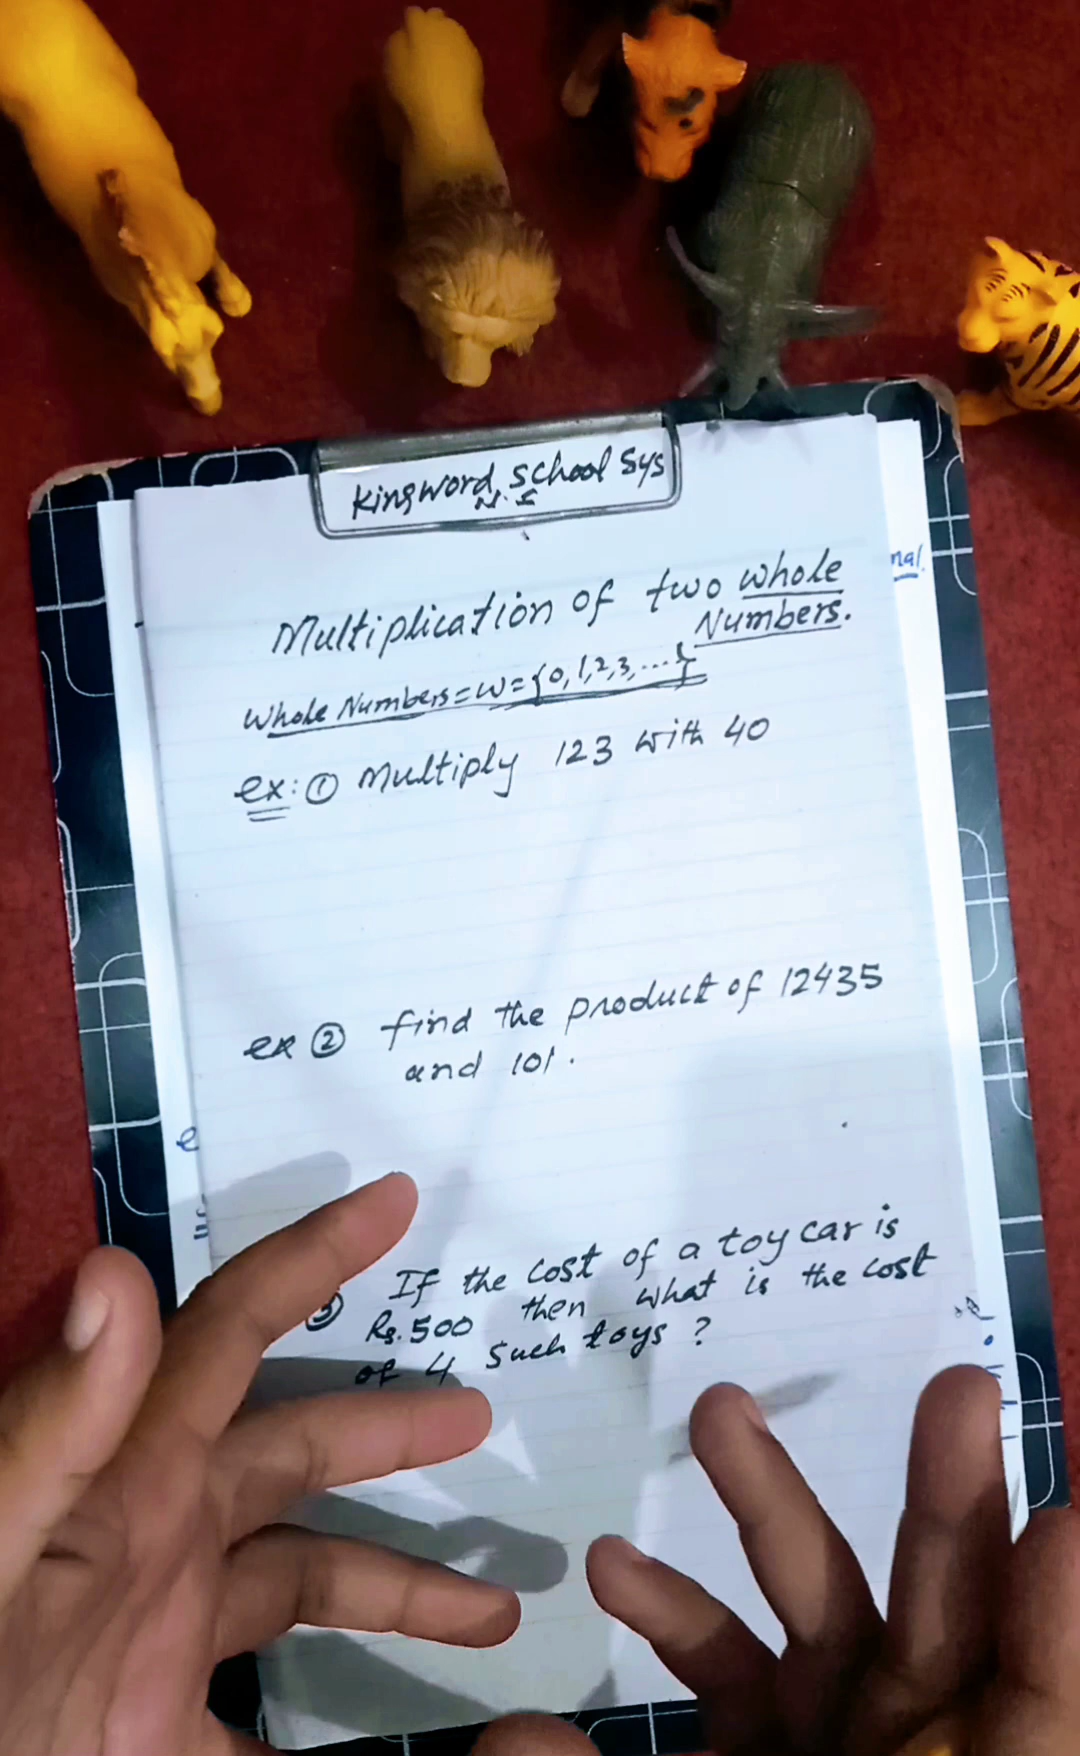 Kingword School Sys
N. S
Multiplication of two whole
Numbers.
Whole Numbers = W = {0,1,2,3,...}
ex: ① Multiply 123 with 40
ex ② find the product of 12435
and 101.
③ If the cost of a toy car is
Rs. 500 then what is the cost
of 4 such toys ?